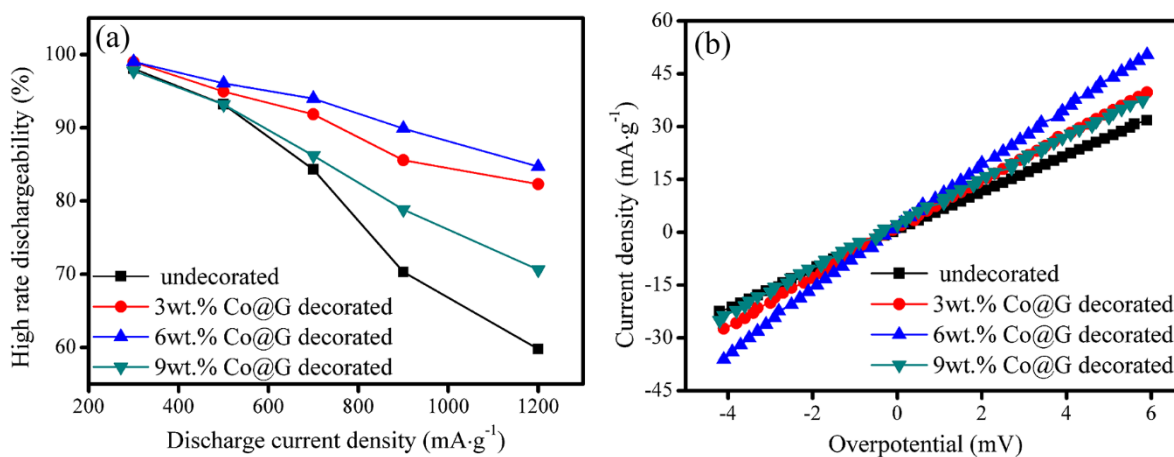 (a)
High rate dischargeability (%)
100
90
80
70
60
undecorated
3wt.% Co@G decorated
6wt.% Co@G decorated
9wt.% Co@G decorated
200 400 600 800 1000 1200
Discharge current density (mA·g⁻¹)
(b)
Current density (mA·g⁻¹)
60
45
30
15
0
-15
-30
-45
undecorated
3wt.% Co@G decorated
6wt.% Co@G decorated
9wt.% Co@G decorated
-4 -2 0 2 4 6
Overpotential (mV)